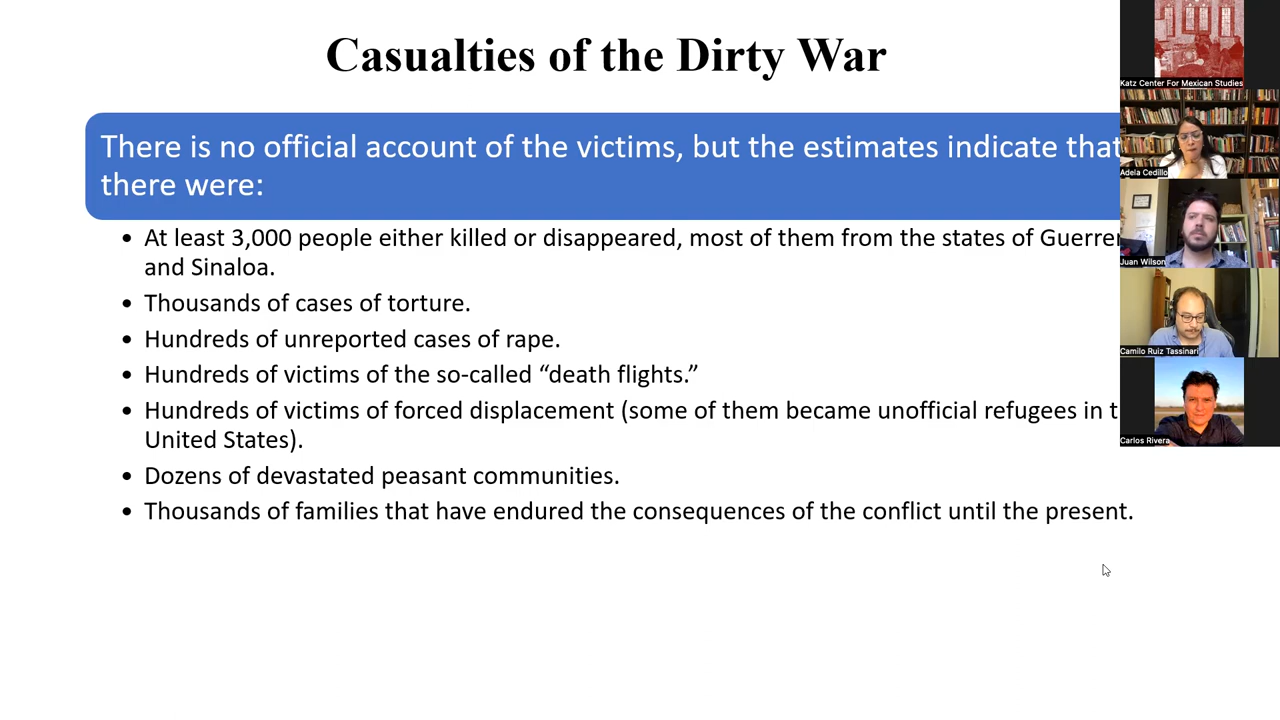 Casualties of the Dirty War
There is no official account of the victims, but the estimates indicate that
there were:
• At least 3,000 people either killed or disappeared, most of them from the states of Guerrer
and Sinaloa.
• Thousands of cases of torture.
• Hundreds of unreported cases of rape.
• Hundreds of victims of the so-called “death flights.”
• Hundreds of victims of forced displacement (some of them became unofficial refugees in t
United States).
• Dozens of devastated peasant communities.
• Thousands of families that have endured the consequences of the conflict until the present.
Katz Center For Mexican Studies
Adela Cedillo
Juan Wilson
Camilo Ruiz Tassinari
Carlos Rivera